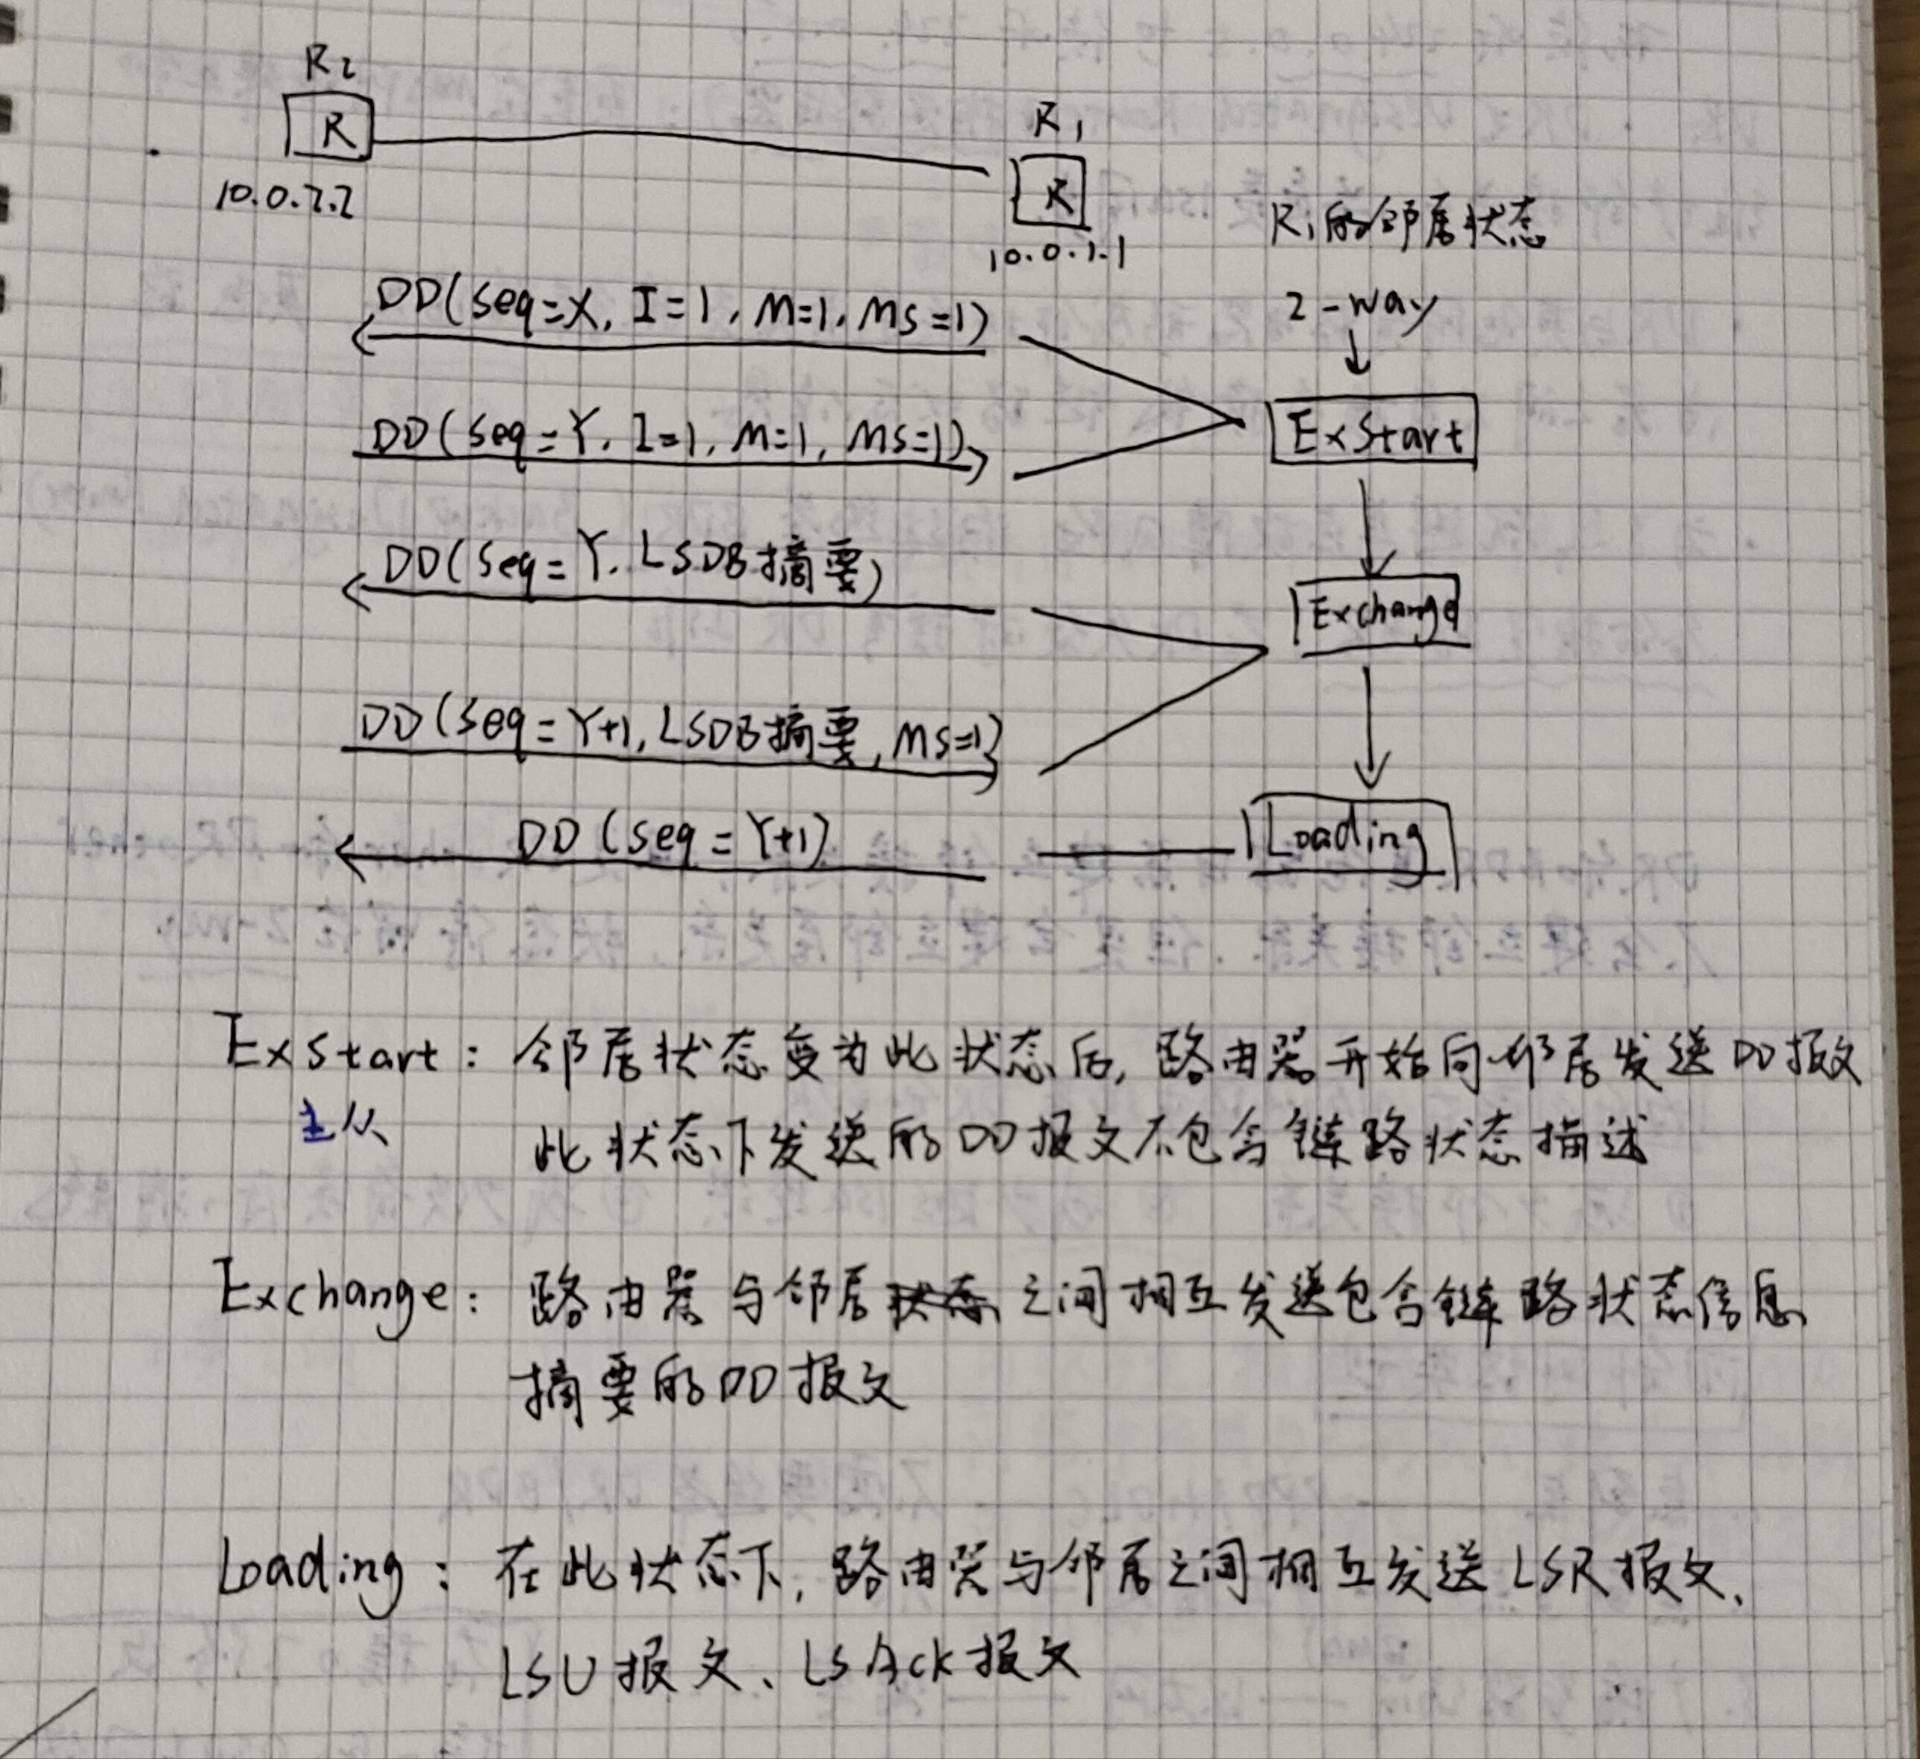 R2
R
10.0.2.2
R1
R
10.0.1.1
R1的邻居状态
2-way
DD(seq=X, I=1, M=1, MS=1)
DD(seq=Y, I=1, M=1, MS=1)
ExStart
DD(seq=Y, LSDB摘要)
Exchange
DD(seq=Y+1, LSDB摘要, MS=1)
DD(seq=Y+1)
Loading
ExStart: 邻居状态变为此状态后, 路由器开始向邻居发送DD报文
主从
此状态下发送的DD报文不包含链路状态描述
Exchange: 路由器与邻居状态之间相互发送包含链路状态信息
摘要的DD报文
Loading: 在此状态下, 路由器与邻居之间相互发送LSR报文、
LSU报文、LSAck报文